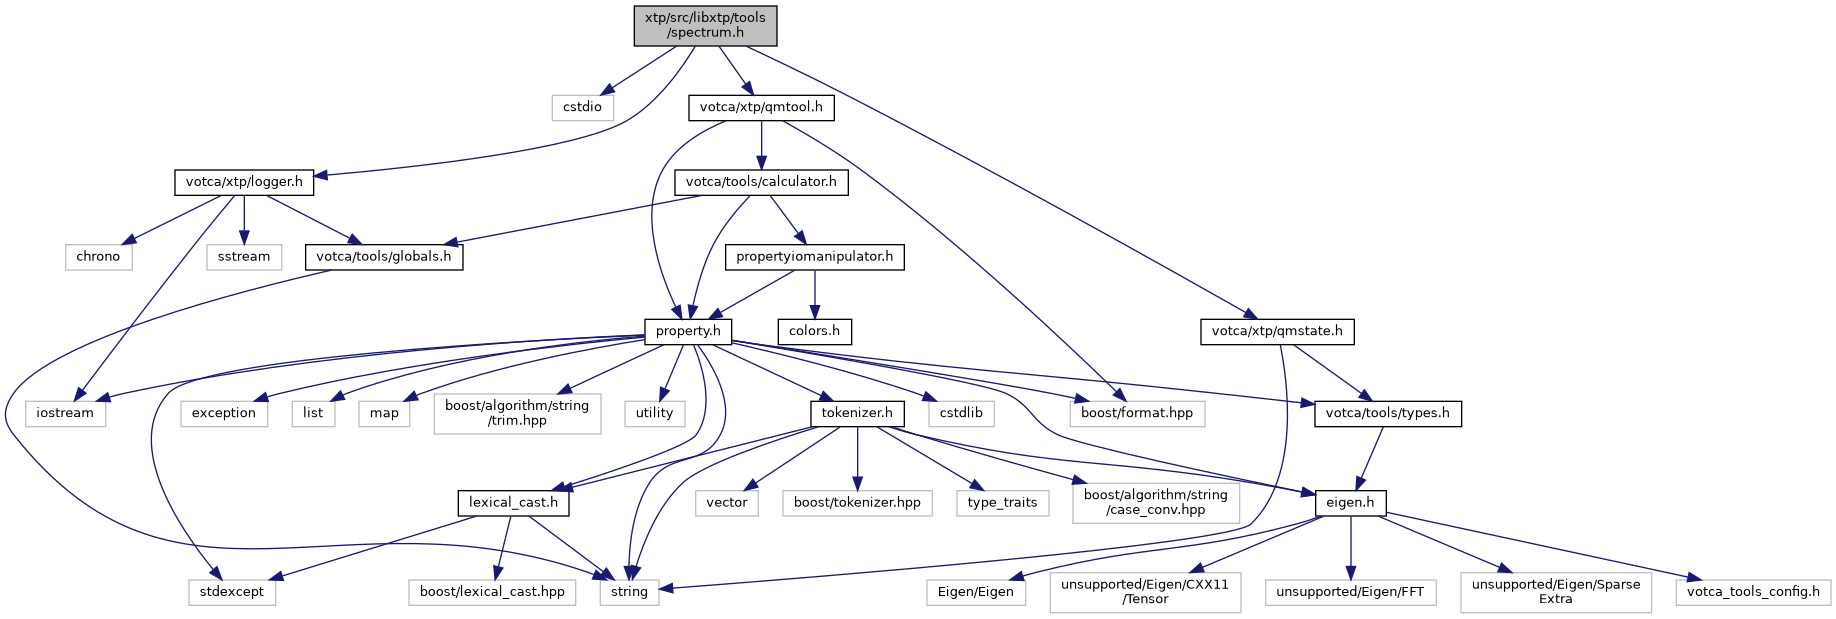 xtp/src/libxtp/tools
/spectrum.h
cstdio
votca/xtp/qmtool.h
votca/xtp/logger.h
votca/tools/calculator.h
chrono
sstream
votca/tools/globals.h
propertyiomanipulator.h
property.h
colors.h
votca/xtp/qmstate.h
iostream
exception
list
map
boost/algorithm/string
/trim.hpp
utility
tokenizer.h
cstdlib
boost/format.hpp
votca/tools/types.h
lexical_cast.h
vector
boost/tokenizer.hpp
type_traits
boost/algorithm/string
/case_conv.hpp
eigen.h
stdexcept
boost/lexical_cast.hpp
string
Eigen/Eigen
unsupported/Eigen/CXX11
/Tensor
unsupported/Eigen/FFT
unsupported/Eigen/Sparse
Extra
votca_tools_config.h